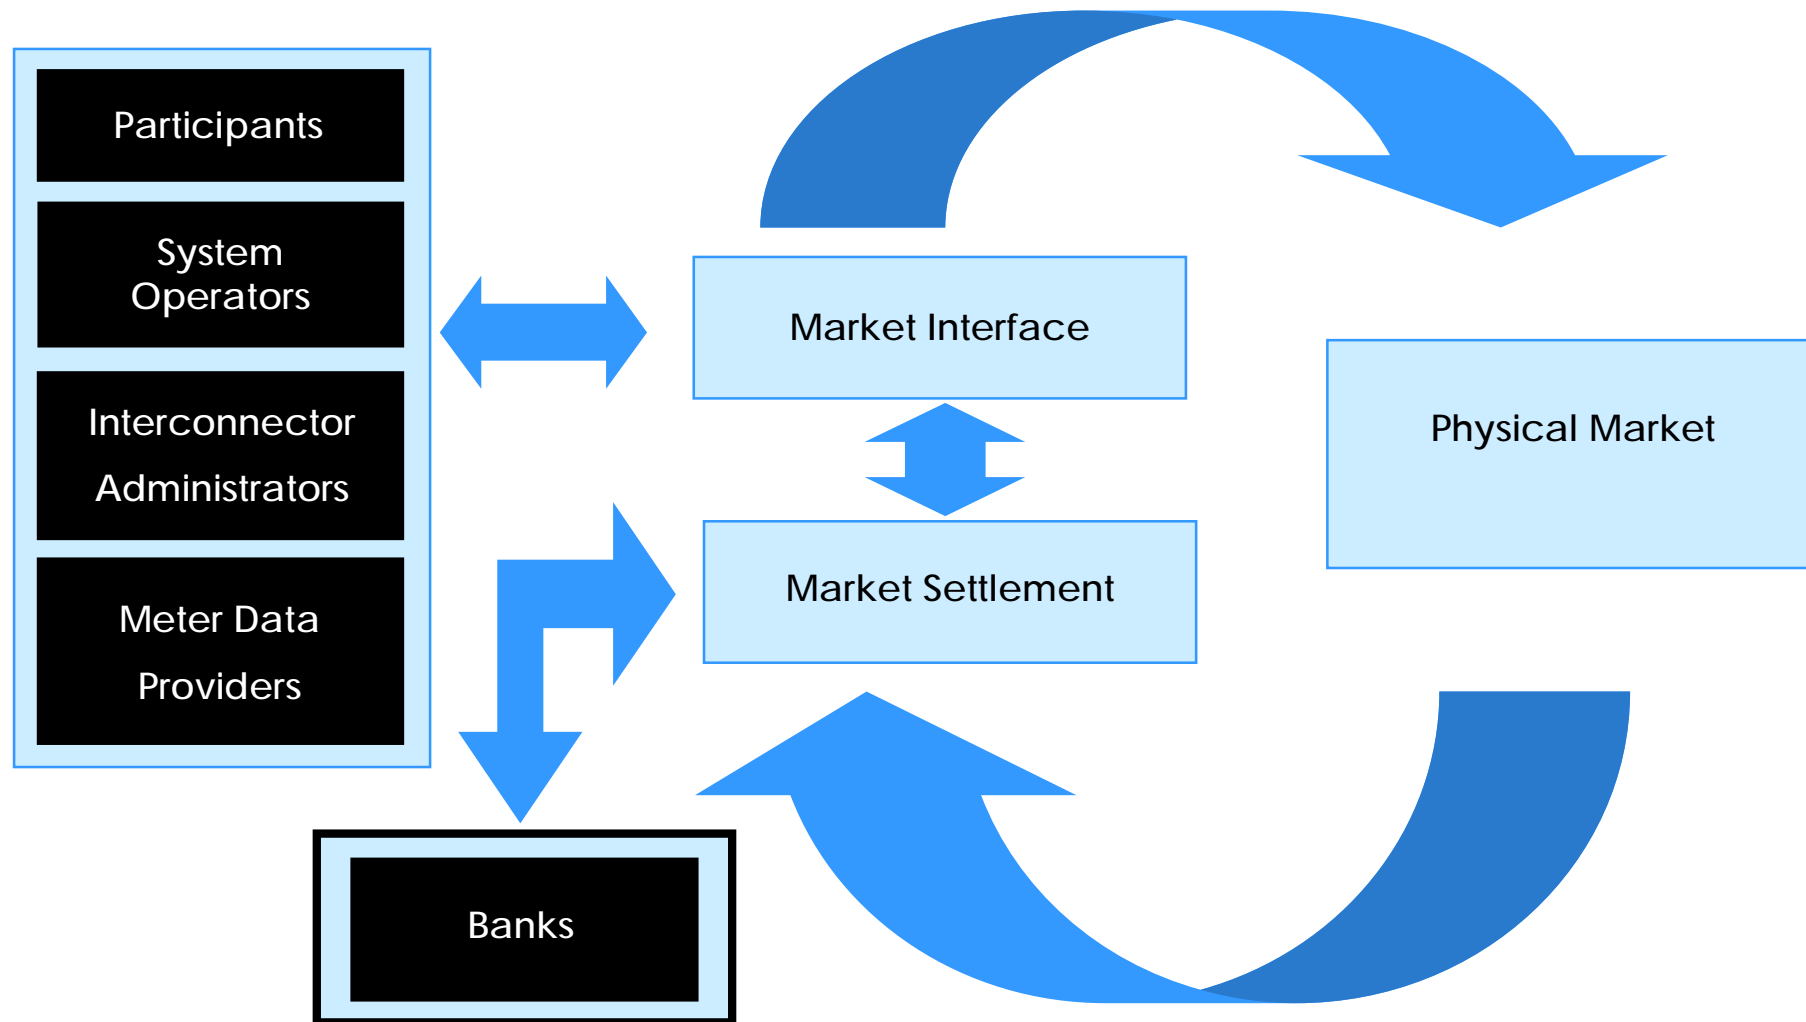 Participants
System
Operators
Interconnector
Administrators
Meter Data
Providers
Market Interface
Physical Market
Market Settlement
Banks